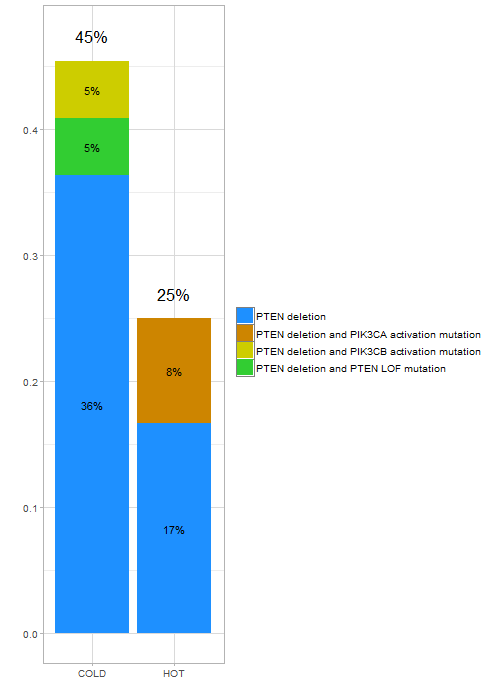 45%
5%
5%
0.4
0.3
25%
PTEN deletion
PTEN deletion and PIK3CA activation mutation
PTEN deletion and PIK3CB activation mutation
PTEN deletion and PTEN LOF mutation
8%
0.2
36%
0.1
17%
0.0
COLD HOT